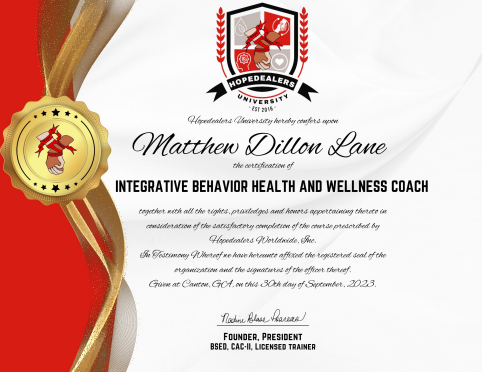 HOPEDEALERS
UNIVERSITY
· EST 2016 ·
Hopedealers University hereby confers upon
Matthew Dillon Lane
the certification of
INTEGRATIVE BEHAVIOR HEALTH AND WELLNESS COACH
together with all the rights, priviledges and honors appertaining thereto in
consideration of the satisfactory completion of the course prescribed by
Hopedealers Worldwide, Inc.
In Testimony Whereof we have hereunto affixed the registered seal of the
organization and the signatures of the officer thereof.
Given at Canton, GA, on this 30th day of September, 2023.
FOUNDER, PRESIDENT
BSED, CAC-II, LICENSED TRAINER